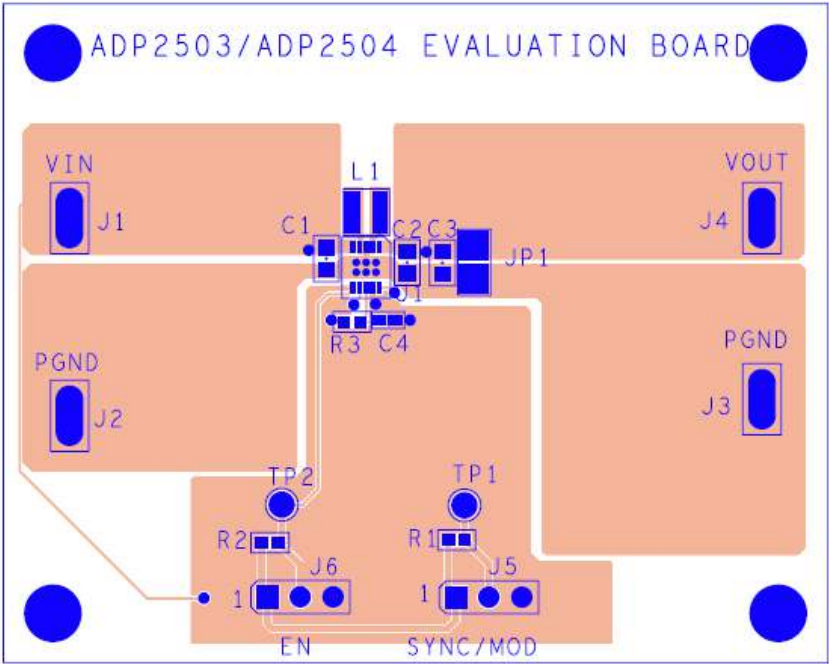 ADP2503/ADP2504 EVALUATION BOARD
VIN
VOUT
L1
J1
C1
C2
C3
J4
JP1
R3
C4
PGND
PGND
J2
J3
TP2
TP1
R2
R1
J6
J5
1
1
EN
SYNC/MOD